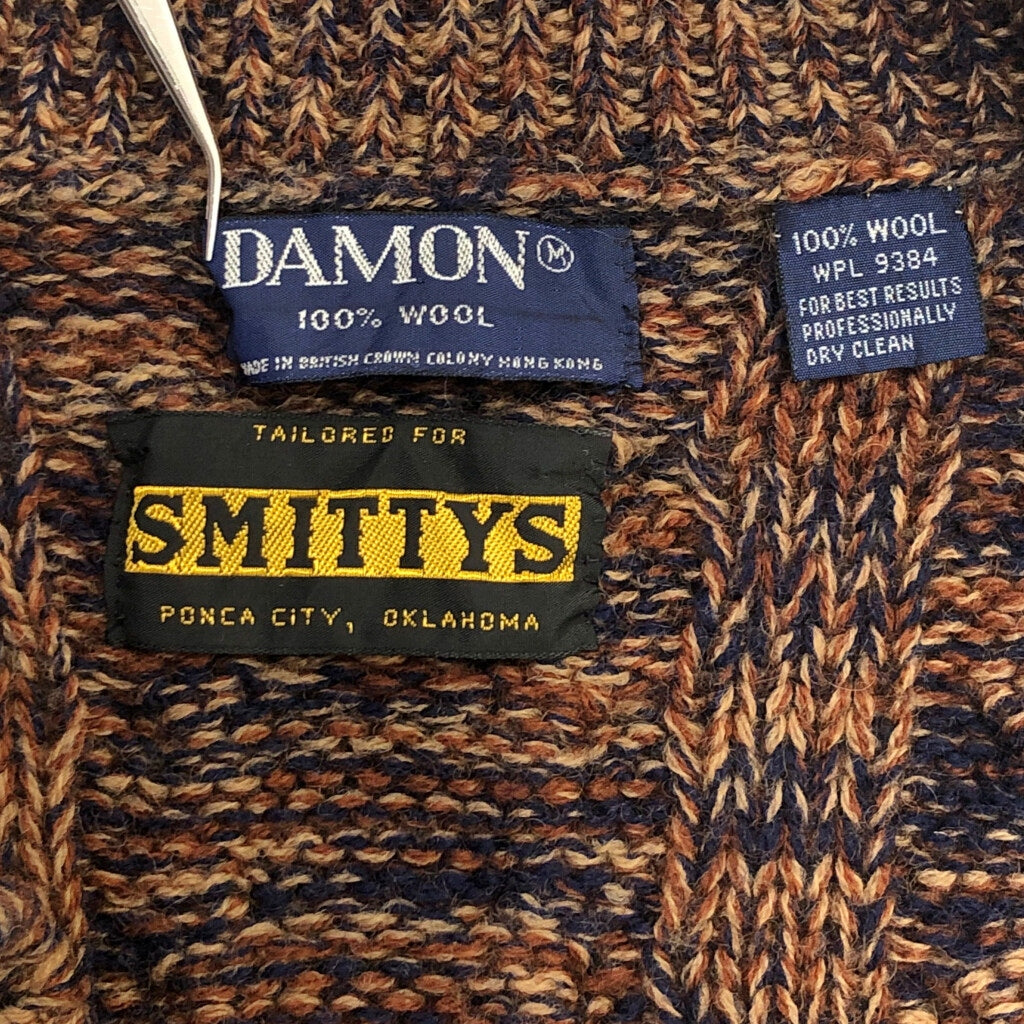 DAMON Ⓜ
100% WOOL
MADE IN BRITISH CROWN COLONY HONG KONG
100% WOOL
WPL 9384
FOR BEST RESULTS
PROFESSIONALLY
DRY CLEAN
TAILORED FOR
SMITTYS
PONCA CITY, OKLAHOMA